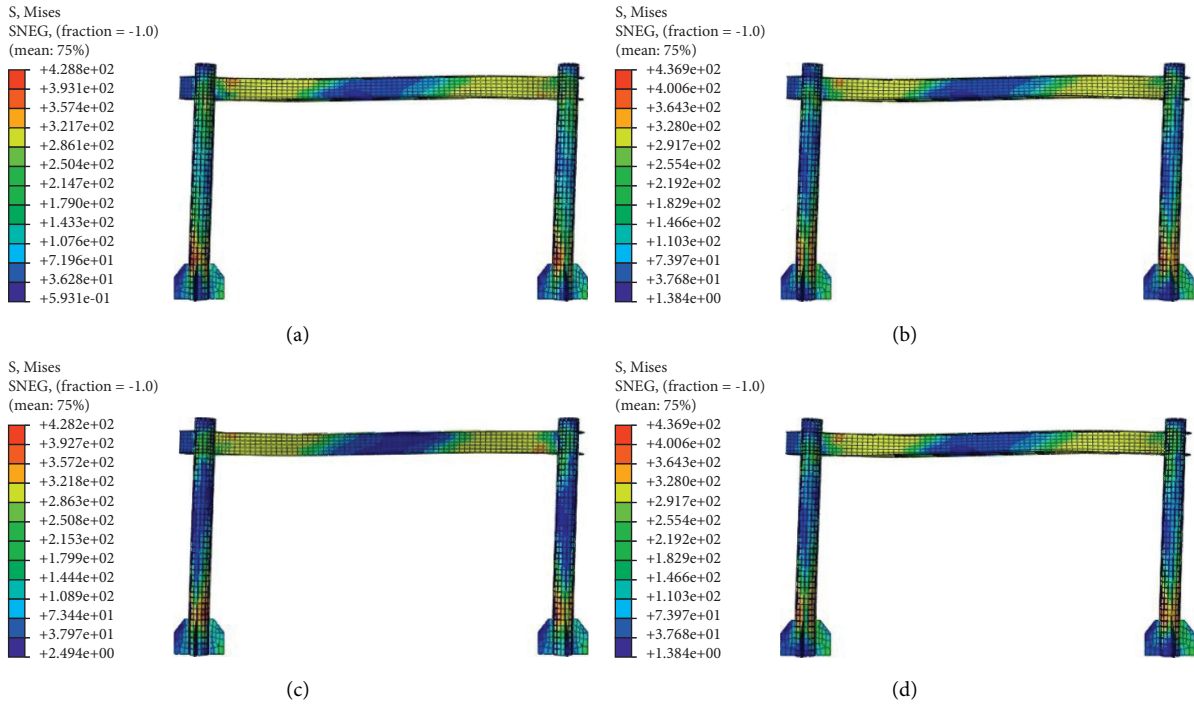 S, Mises
SNEG, (fraction = -1.0)
(mean: 75%)
+4.288e+02
+3.931e+02
+3.574e+02
+3.217e+02
+2.861e+02
+2.504e+02
+2.147e+02
+1.790e+02
+1.433e+02
+1.076e+02
+7.196e+01
+3.628e+01
+5.931e-01
(a)
S, Mises
SNEG, (fraction = -1.0)
(mean: 75%)
+4.369e+02
+4.006e+02
+3.643e+02
+3.280e+02
+2.917e+02
+2.554e+02
+2.192e+02
+1.829e+02
+1.466e+02
+1.103e+02
+7.397e+01
+3.768e+01
+1.384e+00
(b)
S, Mises
SNEG, (fraction = -1.0)
(mean: 75%)
+4.282e+02
+3.927e+02
+3.572e+02
+3.218e+02
+2.863e+02
+2.508e+02
+2.153e+02
+1.799e+02
+1.444e+02
+1.089e+02
+7.344e+01
+3.797e+01
+2.494e+00
(c)
S, Mises
SNEG, (fraction = -1.0)
(mean: 75%)
+4.369e+02
+4.006e+02
+3.643e+02
+3.280e+02
+2.917e+02
+2.554e+02
+2.192e+02
+1.829e+02
+1.466e+02
+1.103e+02
+7.397e+01
+3.768e+01
+1.384e+00
(d)